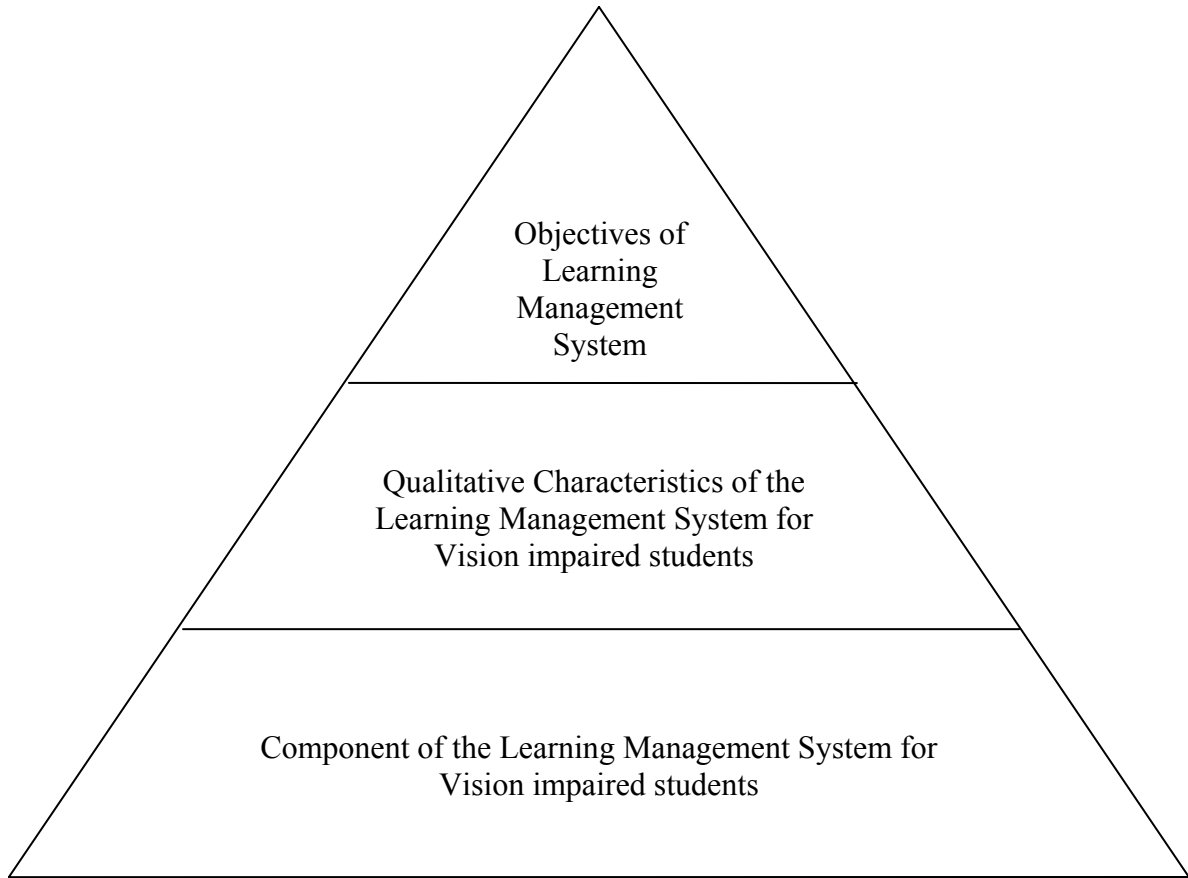 Objectives of
Learning
Management
System
Qualitative Characteristics of the
Learning Management System for
Vision impaired students
Component of the Learning Management System for
Vision impaired students